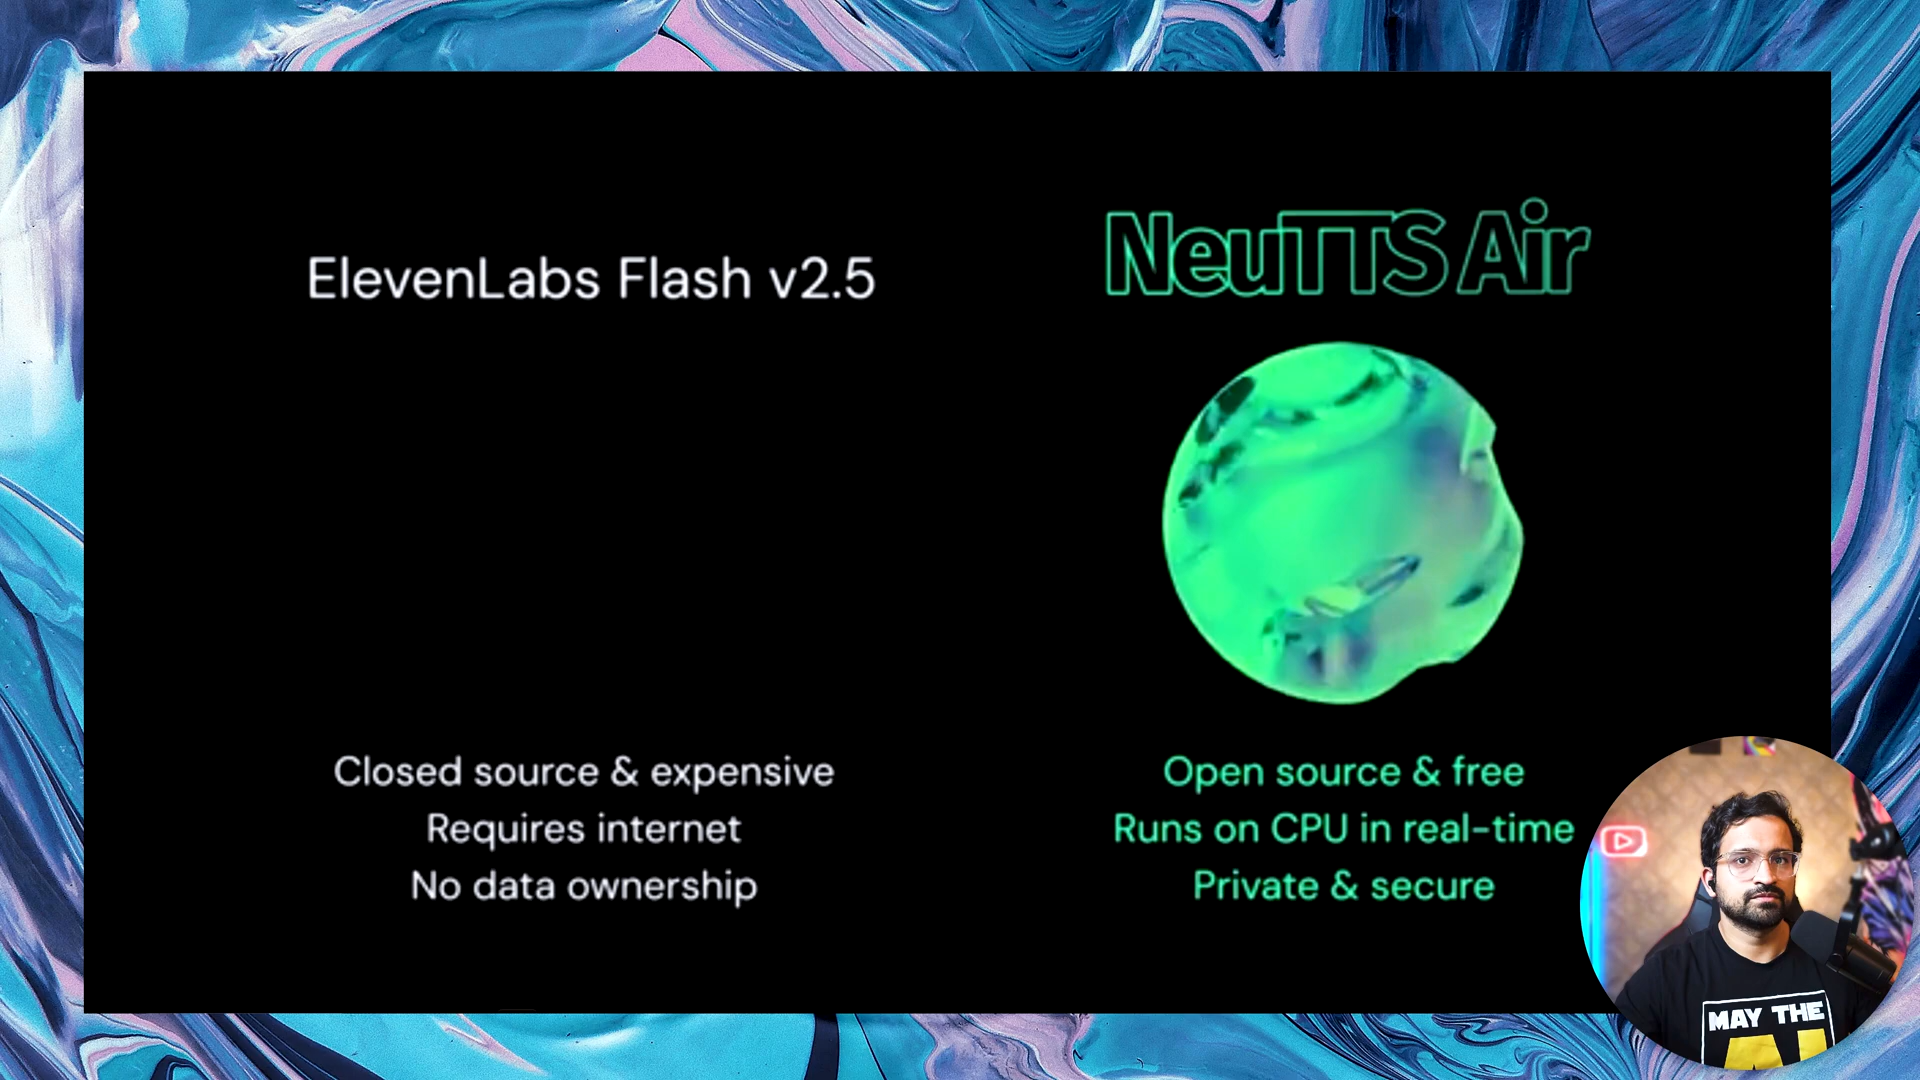 ElevenLabs Flash v2.5
Closed source & expensive
Requires internet
No data ownership
NeuTTS Air
Open source & free
Runs on CPU in real-time
Private & secure
MAY THE
AI